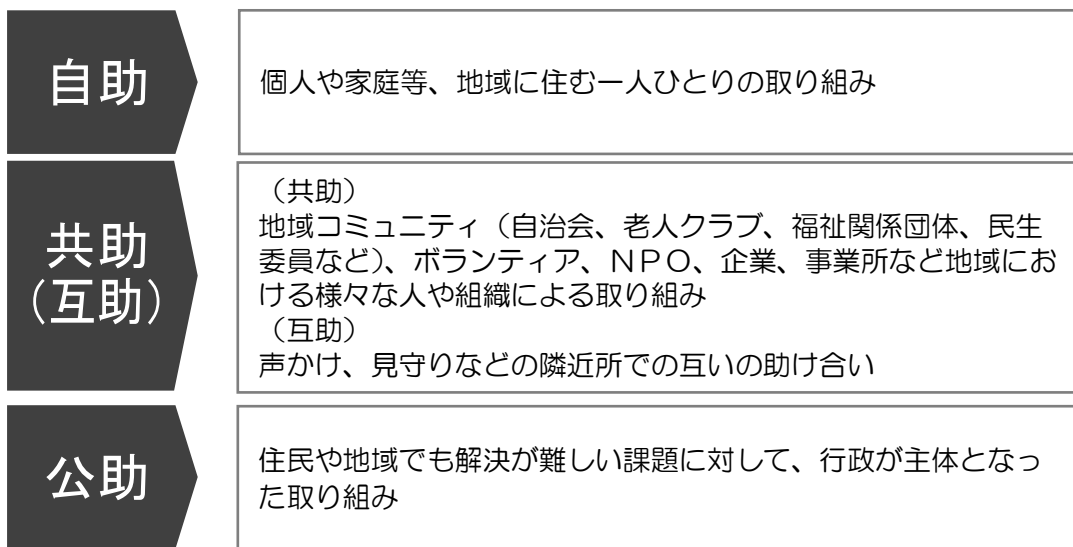 自助
個人や家庭等、地域に住む一人ひとりの取り組み
共助
（互助）
（共助）
地域コミュニティ（自治会、老人クラブ、福祉関係団体、民生
委員など）、ボランティア、ＮＰＯ、企業、事業所など地域にお
ける様々な人や組織による取り組み
（互助）
声かけ、見守りなどの隣近所での互いの助け合い
公助
住民や地域でも解決が難しい課題に対して、行政が主体となっ
た取り組み